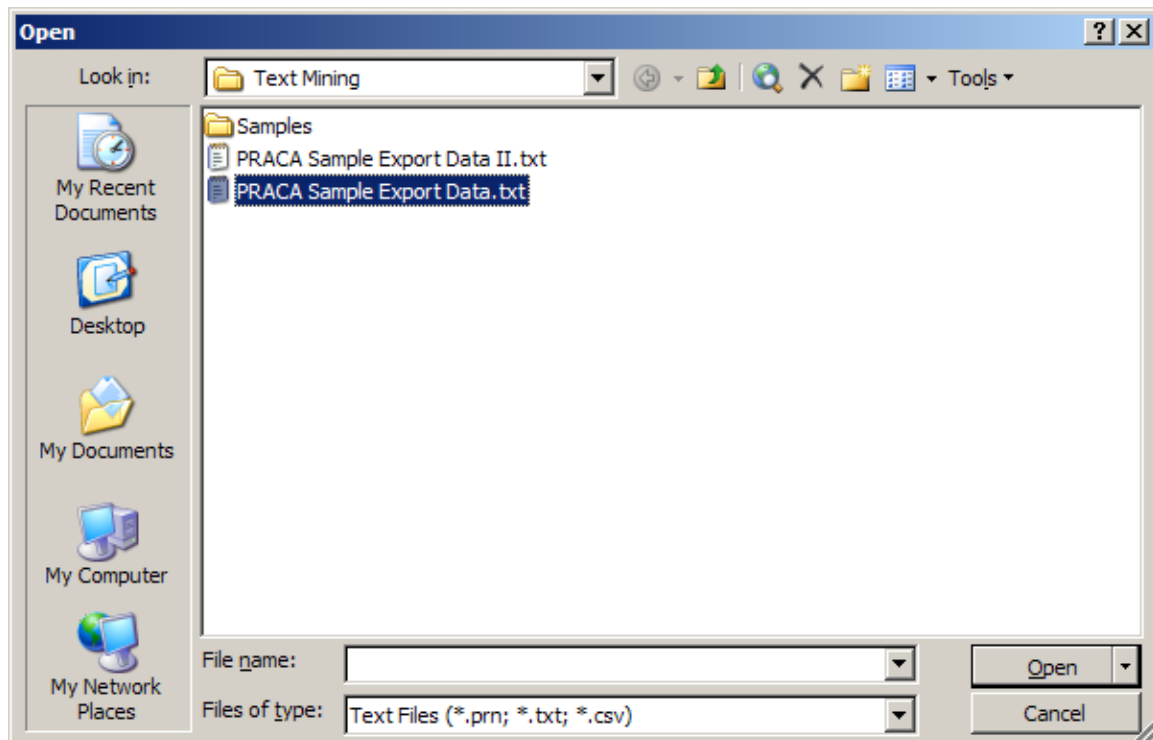 Open
Look in:
Text Mining
Tools
Samples
PRACA Sample Export Data II.txt
PRACA Sample Export Data.txt
My Recent
Documents
Desktop
My Documents
My Computer
My Network
Places
File name:
Open
Files of type:
Text Files (*.prn; *.txt; *.csv)
Cancel